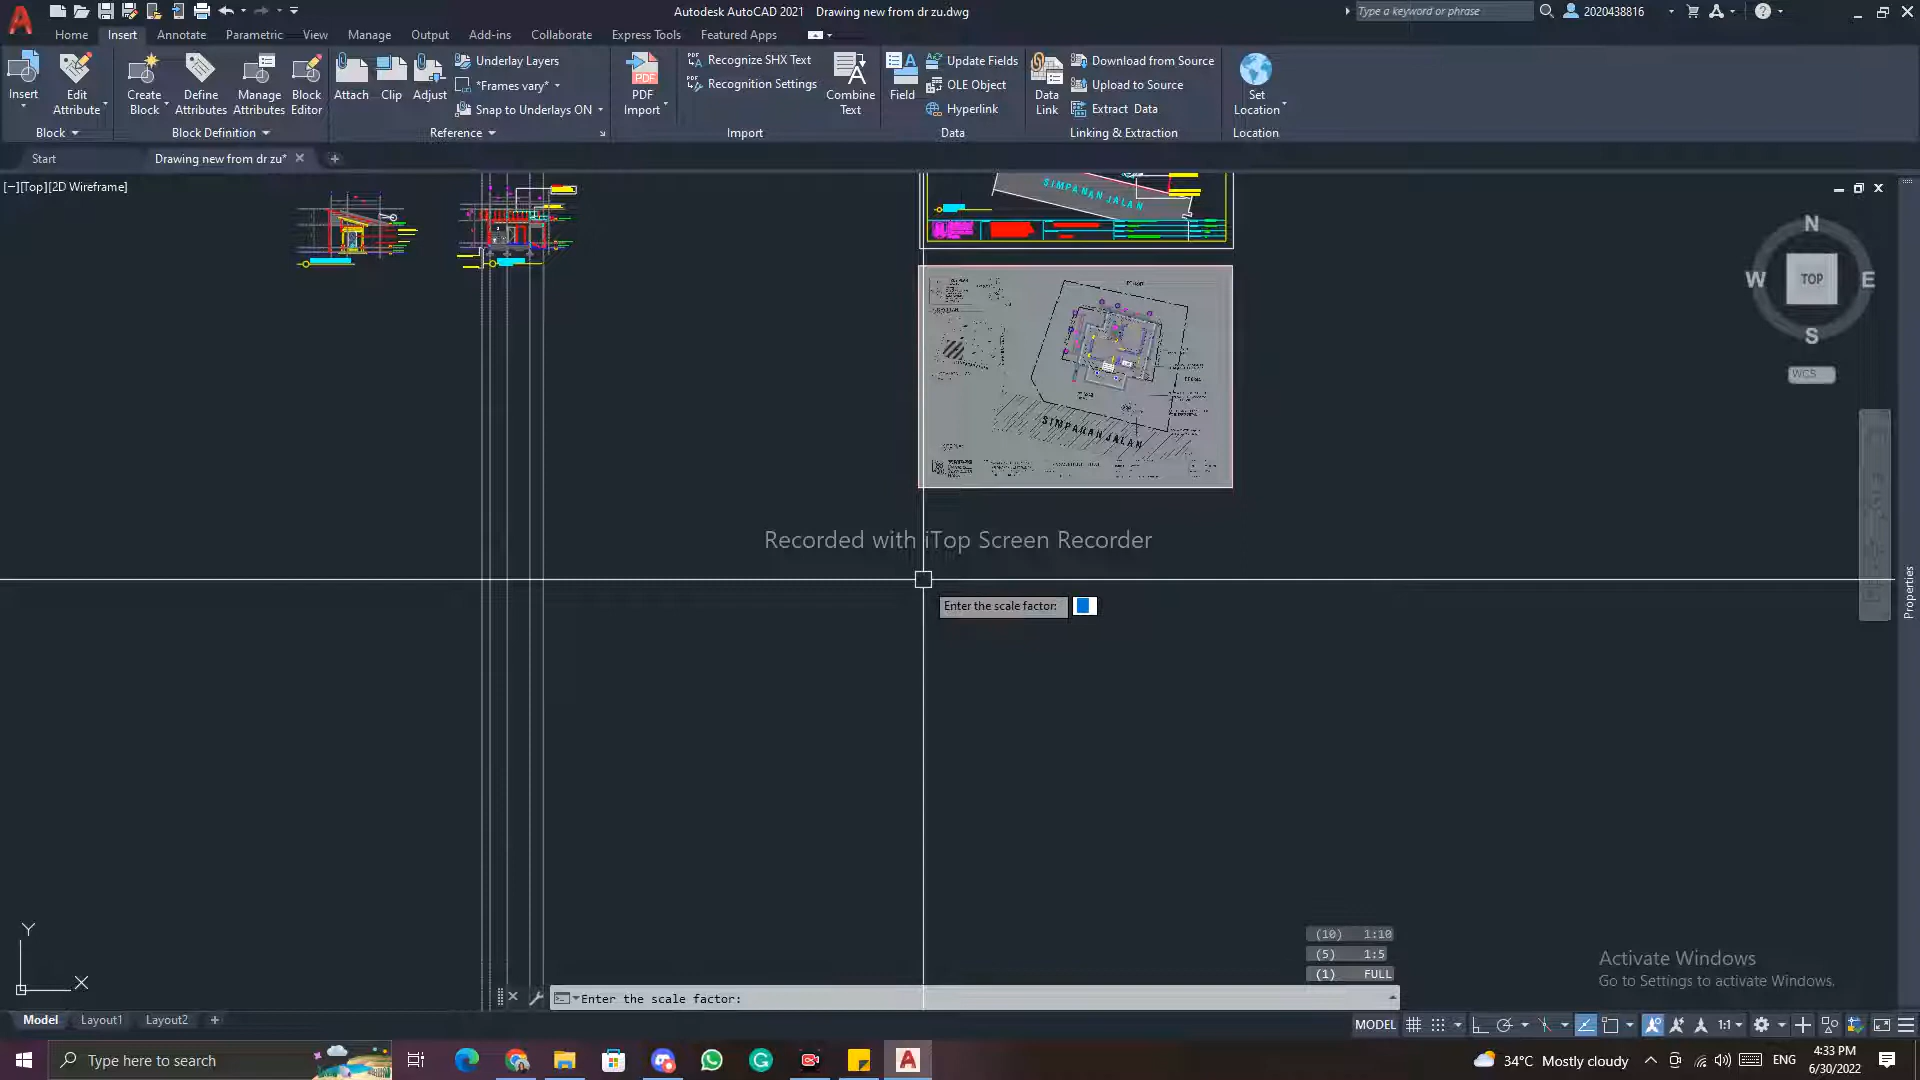 Autodesk AutoCAD 2021 Drawing new from dr zu.dwg
Type a keyword or phrase
2020438816
Home Insert Annotate Parametric View Manage Output Add-ins Collaborate Express Tools Featured Apps
Insert
Edit Attribute
Block
Create Block
Define Attributes
Manage Attributes
Block Editor
Block Definition
Attach
Clip
Adjust
Underlay Layers
*Frames vary*
Snap to Underlays ON
Reference
PDF Import
Recognize SHX Text
Recognition Settings
Combine Text
Import
Field
Update Fields
OLE Object
Hyperlink
Data
Data Link
Download from Source
Upload to Source
Extract Data
Linking & Extraction
Set Location
Location
Start
Drawing new from dr zu*
[−][Top][2D Wireframe]
SIMPANAN JALAN
N
W TOP E
S
WCS
SIMPANAN JALAN
Recorded with iTop Screen Recorder
Enter the scale factor:
Properties
(10) 1:10
(5) 1:5
(1) FULL
Enter the scale factor:
Y
X
Activate Windows
Go to Settings to activate Windows.
Model Layout1 Layout2
MODEL
1:1
Type here to search
34°C Mostly cloudy
ENG
4:33 PM
6/30/2022